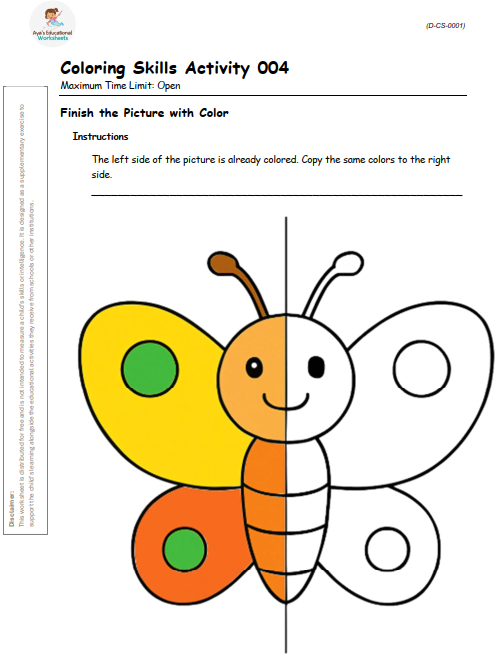 Aya's Educational
Worksheets
(D-CS-0001)
Coloring Skills Activity 004
Maximum Time Limit: Open
Finish the Picture with Color
Instructions
The left side of the picture is already colored. Copy the same colors to the right
side.
Disclaimer:
This worksheet is distributed for free and is not intended to measure a child's skills or intelligence. It is designed as a supplementary exercise to
support the child's learning alongside the educational activities they receive from schools or other institutions.